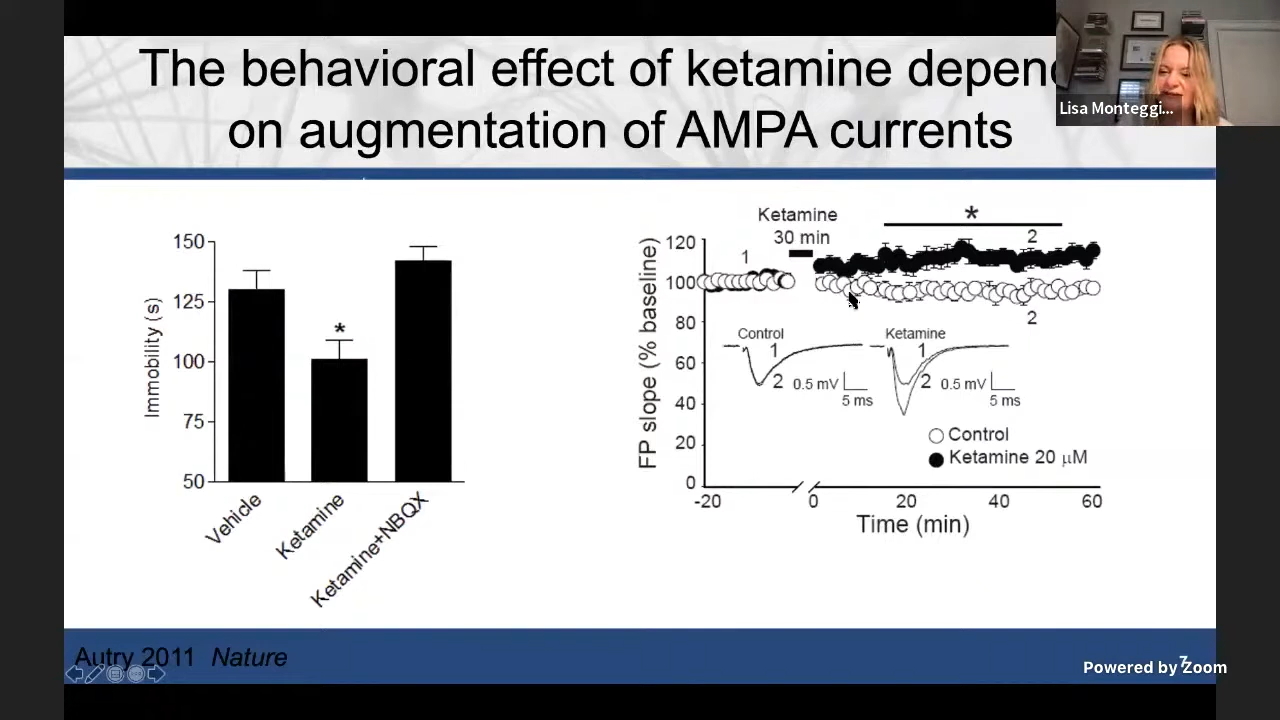 The behavioral effect of ketamine depen
on augmentation of AMPA currents
Lisa Monteggi...
150
125
100
75
50
Immobility (s)
*
Vehicle
Ketamine
Ketamine+NBQX
Ketamine
30 min
*
120
100
80
60
40
20
0
FP slope (% baseline)
1
2
2
Control
1
2
0.5 mV
5 ms
Ketamine
1
2
0.5 mV
5 ms
Control
Ketamine 20 μM
-20
0
20
40
60
Time (min)
Autry 2011 Nature
7
Powered by Zoom